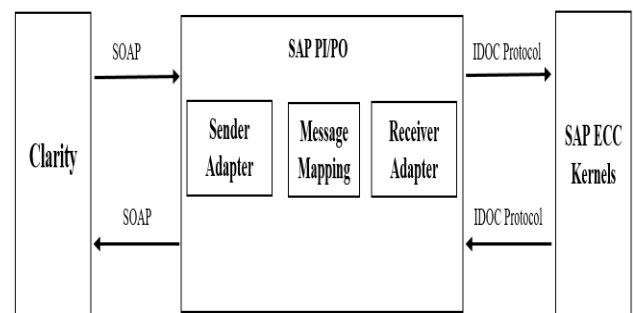 SOAP
SAP PI/PO
IDOC Protocol
Sender
Adapter
Message
Mapping
Receiver
Adapter
Clarity
SAP ECC
Kernels
SOAP
IDOC Protocol